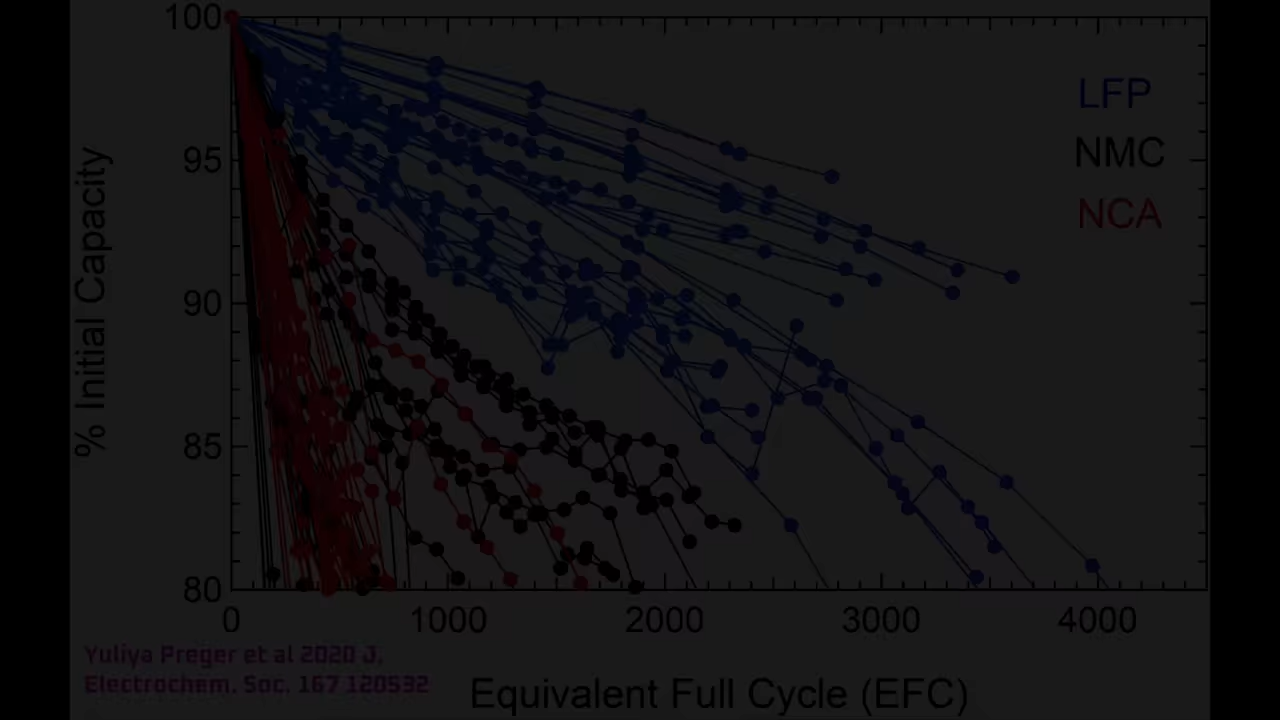 100
95
90
85
80
% Initial Capacity
LFP
NMC
NCA
0 1000 2000 3000 4000
Equivalent Full Cycle (EFC)
Yuliya Preger et al 2020 J.
Electrochem. Soc. 167 120532